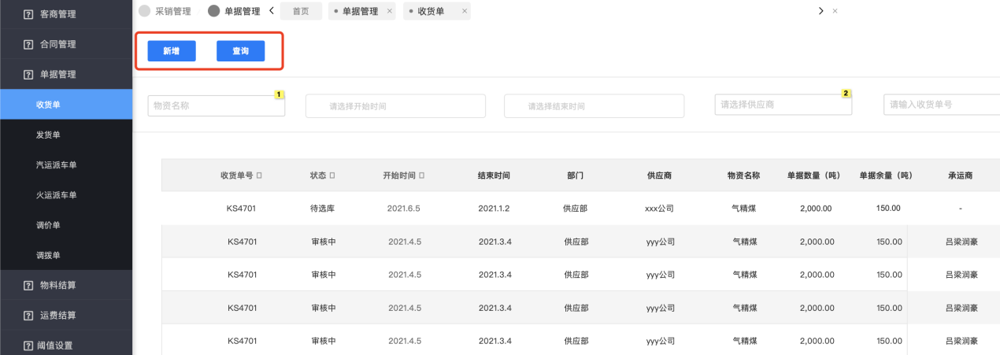 客商管理
合同管理
单据管理
收货单
发货单
汽运派车单
火运派车单
调价单
调拨单
物料结算
运费结算
阈值设置
采销管理 单据管理 首页 单据管理 × 收货单 × ×
新增 查询
物资名称 1 请选择开始时间 请选择结束时间 请选择供应商 2 请输入收货单号
收货单号 状态 开始时间 结束时间 部门 供应商 物资名称 单据数量（吨） 单据余量（吨） 承运商
KS4701 待选库 2021.6.5 2021.1.2 供应部 xxx公司 气精煤 2,000.00 150.00 -
KS4701 审核中 2021.4.5 2021.3.4 供应部 yyy公司 气精煤 2,000.00 150.00 吕梁润豪
KS4701 审核中 2021.4.5 2021.3.4 供应部 yyy公司 气精煤 2,000.00 150.00 吕梁润豪
KS4701 审核中 2021.4.5 2021.3.4 供应部 yyy公司 气精煤 2,000.00 150.00 吕梁润豪
KS4701 审核中 2021.4.5 2021.3.4 供应部 yyy公司 气精煤 2,000.00 150.00 吕梁润豪